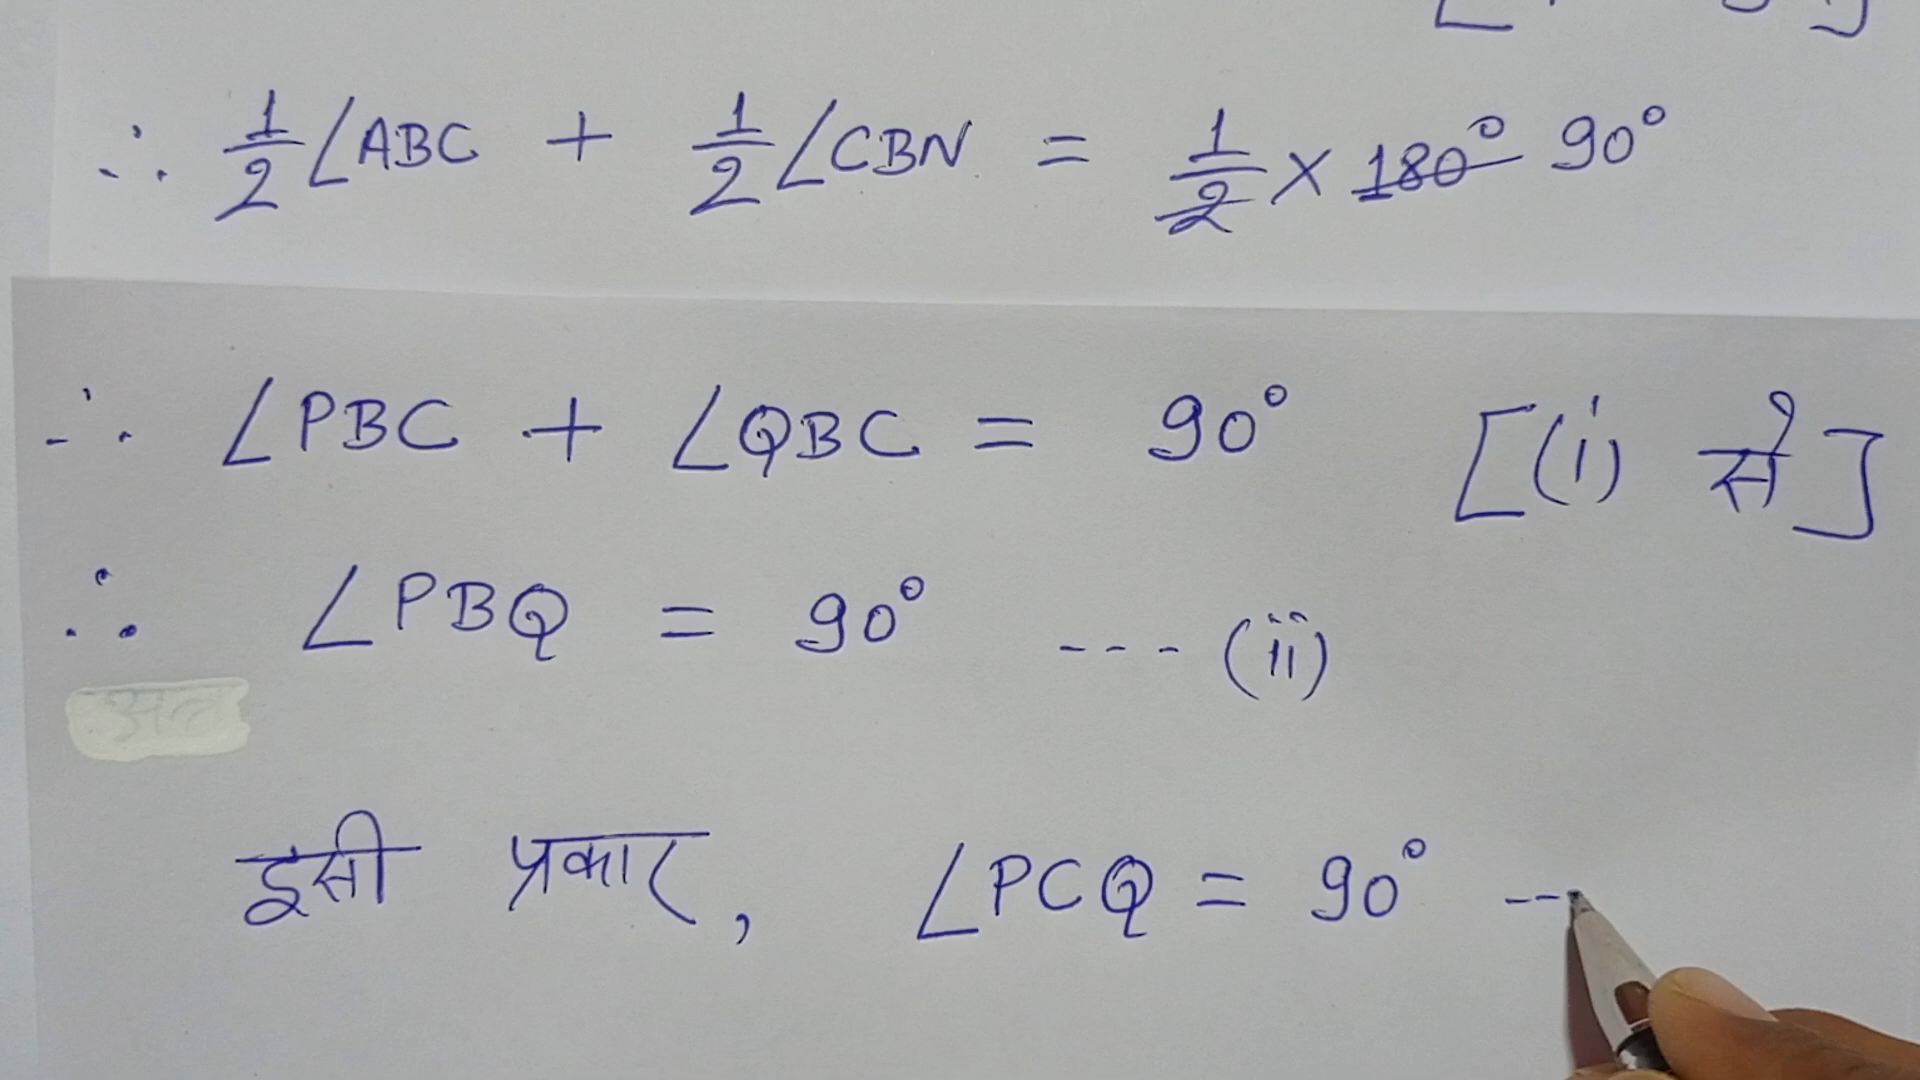 ∴ 1/2 ∠ABC + 1/2 ∠CBN = 1/2 × 180° 90°
∴ ∠PBC + ∠QBC = 90° [(i) से]
∴ ∠PBQ = 90° ---- (ii)
इसी प्रकार, ∠PCQ = 90° ---